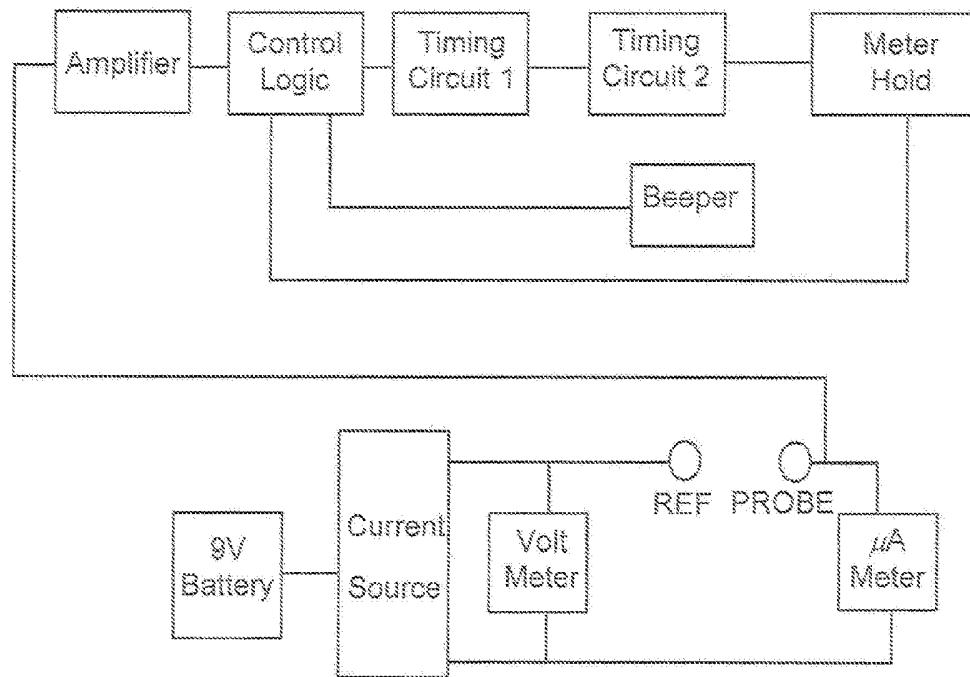 Amplifier
Control
Logic
Timing
Circuit 1
Timing
Circuit 2
Meter
Hold
Beeper
REF
PROBE
9V
Battery
Current
Source
Volt
Meter
µA
Meter